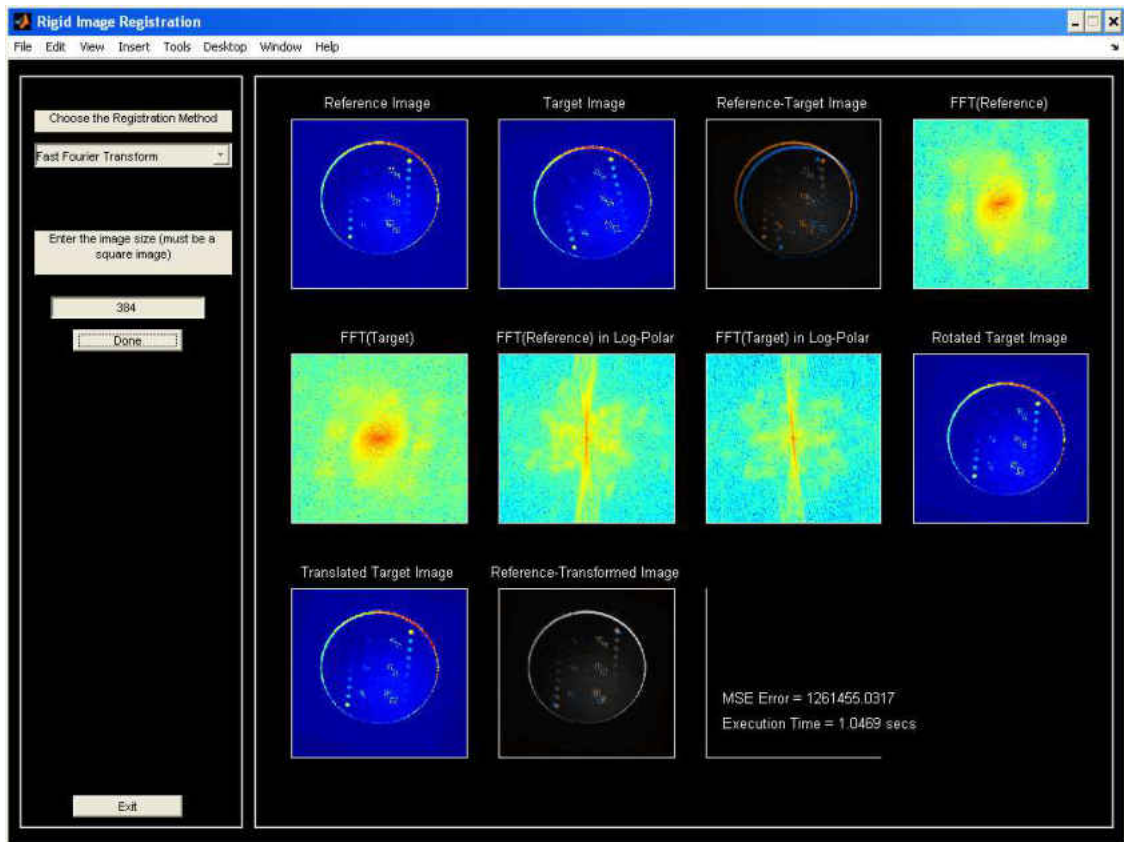 Rigid Image Registration
File Edit View Insert Tools Desktop Window Help
Choose the Registration Method
Fast Fourier Transform
Enter the image size (must be a
square image)
384
Done
Exit
Reference Image
Target Image
Reference-Target Image
FFT(Reference)
FFT(Target)
FFT(Reference) in Log-Polar
FFT(Target) in Log-Polar
Rotated Target Image
Translated Target Image
Reference-Transformed Image
MSE Error = 1261455.0317
Execution Time = 1.0469 secs